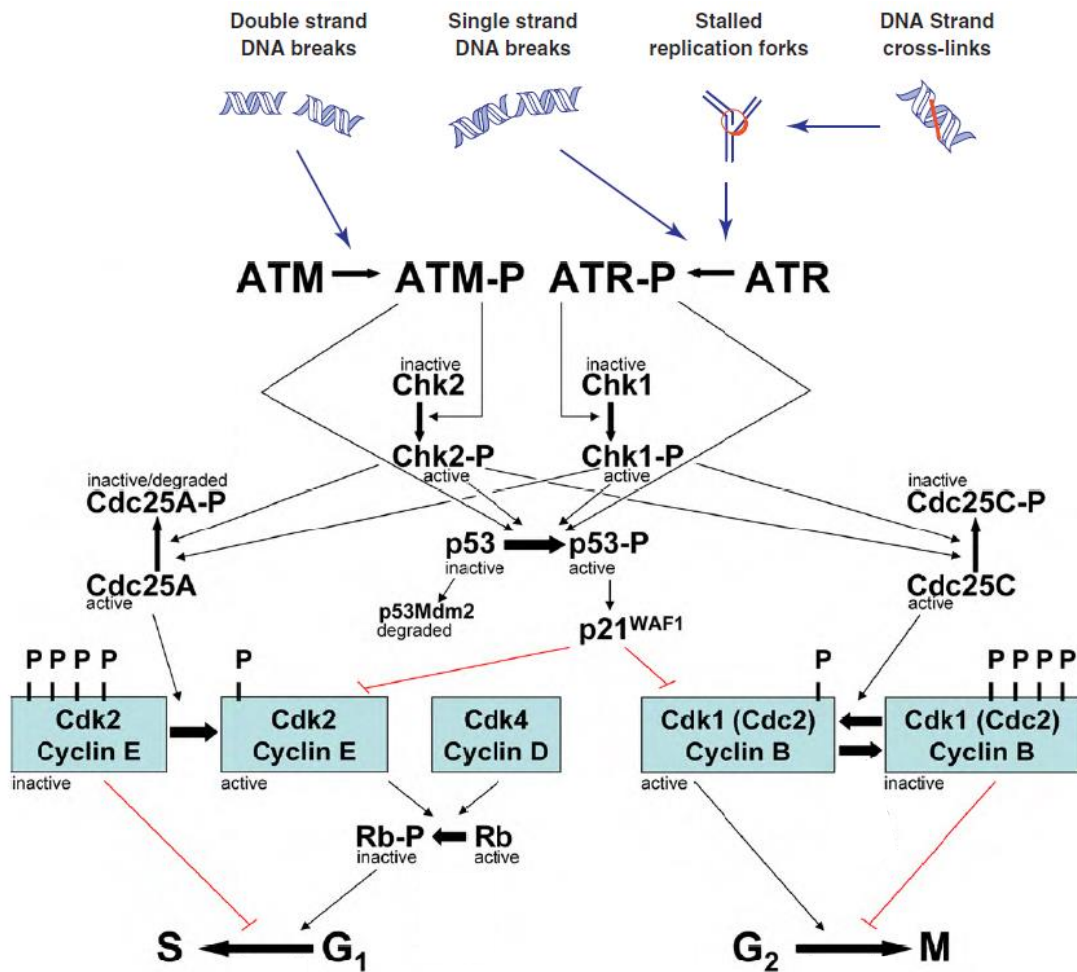 Double strand
DNA breaks
Single strand
DNA breaks
Stalled
replication forks
DNA Strand
cross-links
ATM
ATM-P
ATR-P
ATR
inactive
Chk2
inactive
Chk1
Chk2-P
active
Chk1-P
active
inactive/degraded
Cdc25A-P
inactive
Cdc25C-P
p53
inactive
p53-P
active
Cdc25A
active
Cdc25C
active
p53Mdm2
degraded
p21WAF1
P P P P
P
P
P P P P
Cdk2
Cyclin E
inactive
Cdk2
Cyclin E
active
Cdk4
Cyclin D
Cdk1 (Cdc2)
Cyclin B
active
Cdk1 (Cdc2)
Cyclin B
inactive
Rb-P
inactive
Rb
active
S
G1
G2
M